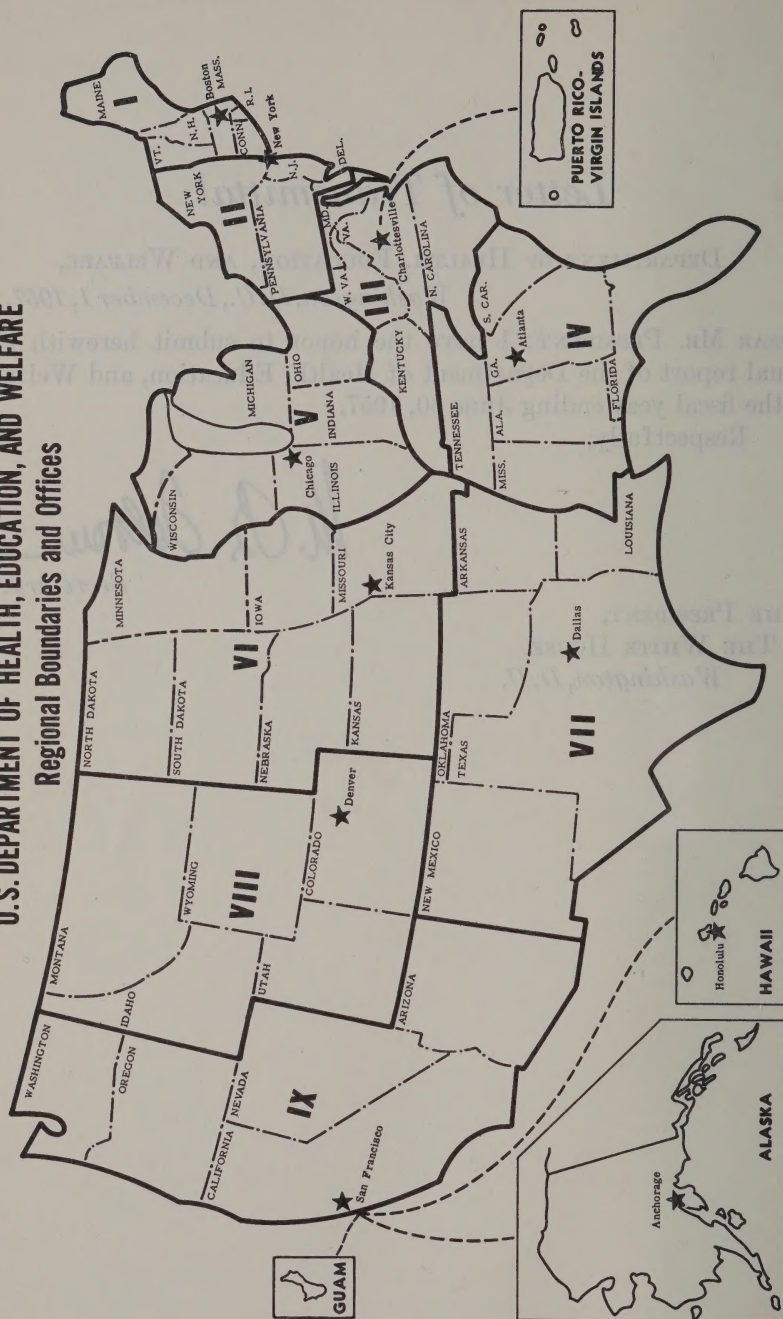 U.S. DEPARTMENT OF HEALTH, EDUCATION, AND WELFARE
Regional Boundaries and Offices
WASHINGTON
OREGON
CALIFORNIA
NEVADA
IX
San Francisco
ARIZONA
MONTANA
IDAHO
WYOMING
VIII
UTAH
COLORADO
Denver
NORTH DAKOTA
SOUTH DAKOTA
NEBRASKA
KANSAS
VI
MINNESOTA
IOWA
MISSOURI
Kansas City
NEW MEXICO
OKLAHOMA
TEXAS
VII
Dallas
ARKANSAS
LOUISIANA
WISCONSIN
MICHIGAN
Chicago
ILLINOIS
INDIANA
OHIO
V
KENTUCKY
TENNESSEE
MISS.
ALA.
GA.
Atlanta
S. CAR.
IV
FLORIDA
N. CAROLINA
W. VA.
VA.
MD.
III
Charlottesville
DEL.
PENNSYLVANIA
NEW YORK
II
N.J.
New York
VT.
N.H.
MAINE
I
Boston
MASS.
CONN.
R.I.
GUAM
Anchorage
ALASKA
Honolulu
HAWAII
PUERTO RICO-
VIRGIN ISLANDS
DEPARTMENT OF HEALTH, EDUCATION, AND WELFARE,
December 1, 1957.
DEAR MR. PRESIDENT: I have the honor to submit herewith
report of the Department of Health, Education, and
the fiscal year ending June 30, 1957.
Respectfully,
PRESIDENT,
THE WHITE HOUSE,
Washington, D.C.